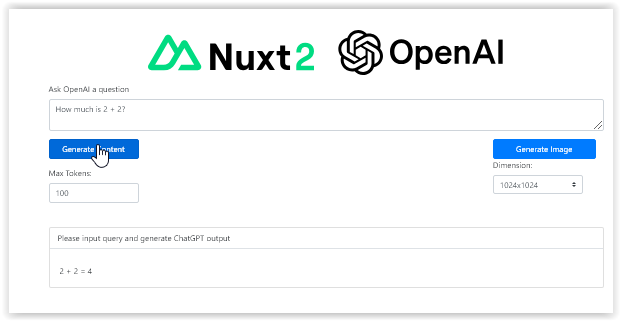 Nuxt2 OpenAI
Ask OpenAI a question
How much is 2 + 2?
Generate Content Generate Image
Max Tokens: Dimension:
100 1024x1024
Please input query and generate ChatGPT output
2 + 2 = 4